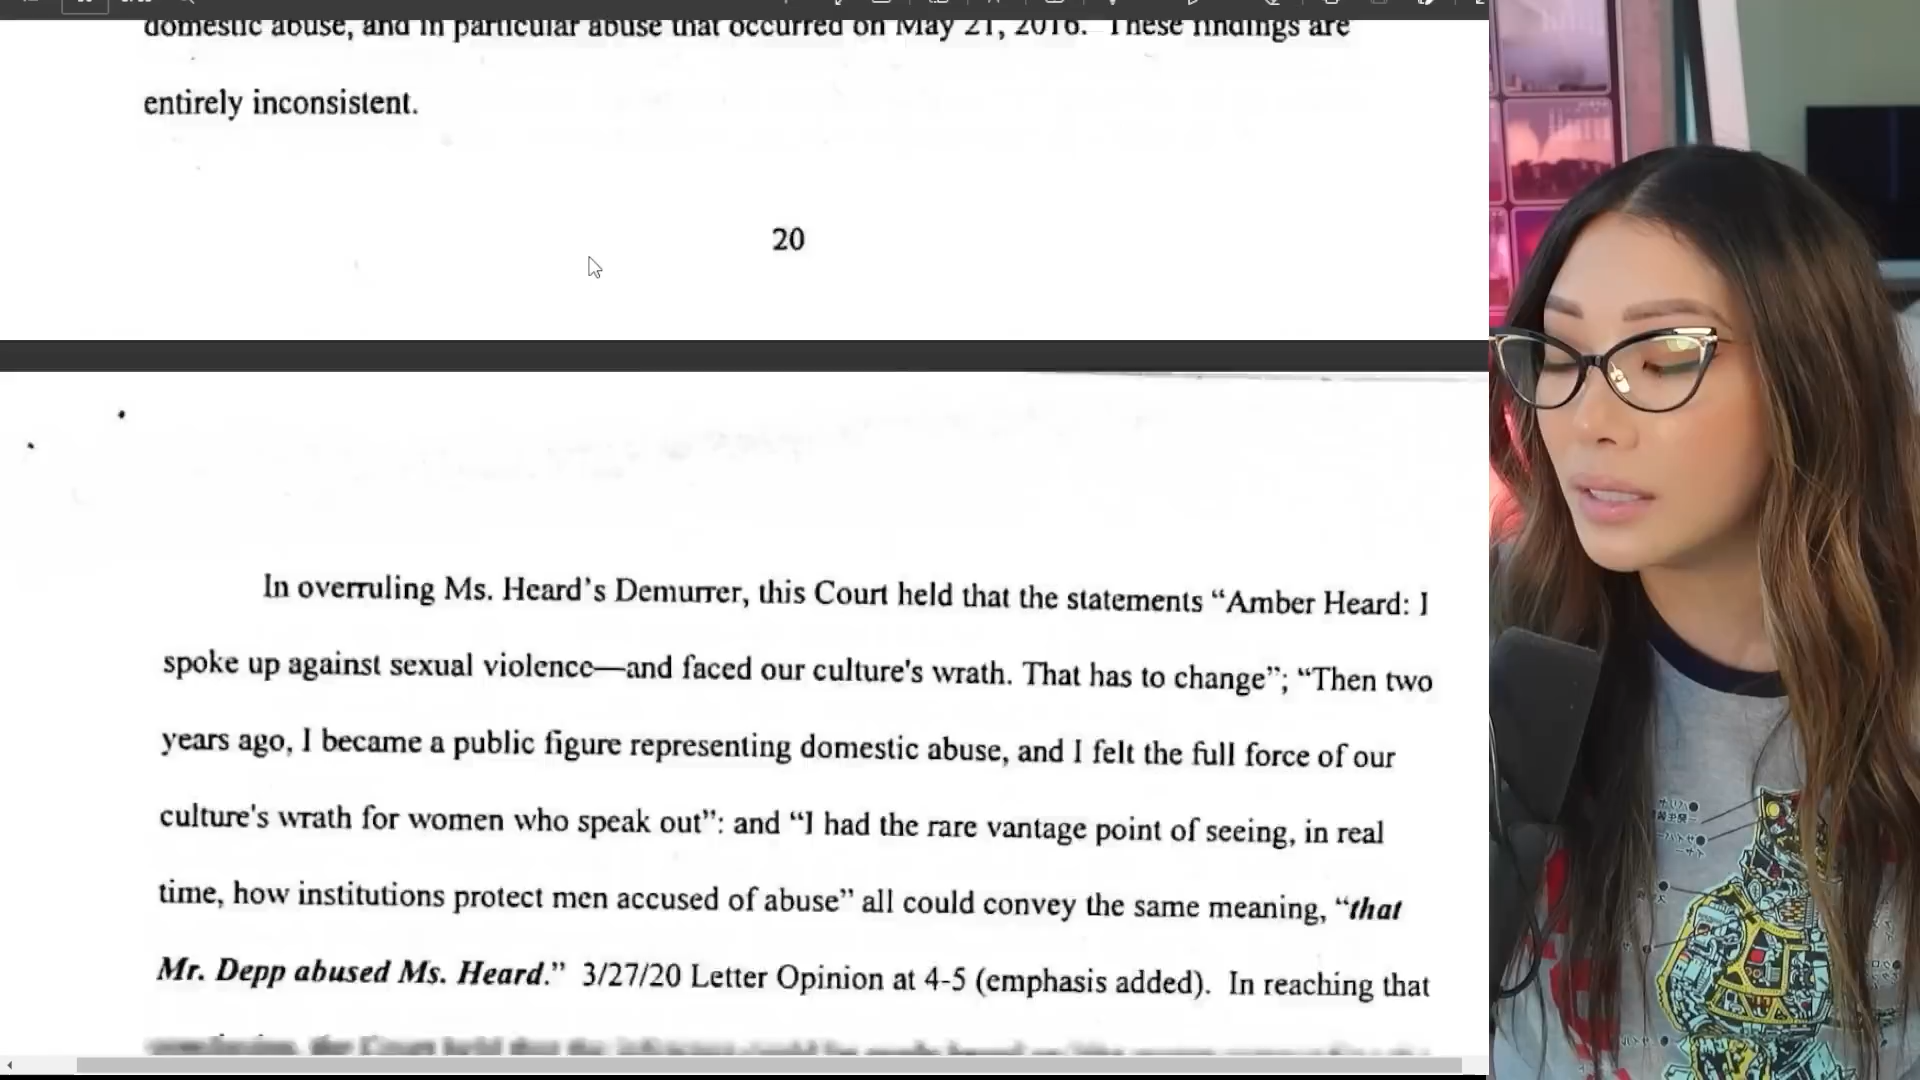 domestic abuse, and in particular abuse that occurred on May 21, 2016. These findings are
entirely inconsistent.
20
In overruling Ms. Heard's Demurrer, this Court held that the statements “Amber Heard: I
spoke up against sexual violence—and faced our culture's wrath. That has to change”; “Then two
years ago, I became a public figure representing domestic abuse, and I felt the full force of our
culture's wrath for women who speak out”: and “I had the rare vantage point of seeing, in real
time, how institutions protect men accused of abuse” all could convey the same meaning, “that
Mr. Depp abused Ms. Heard.” 3/27/20 Letter Opinion at 4-5 (emphasis added). In reaching that